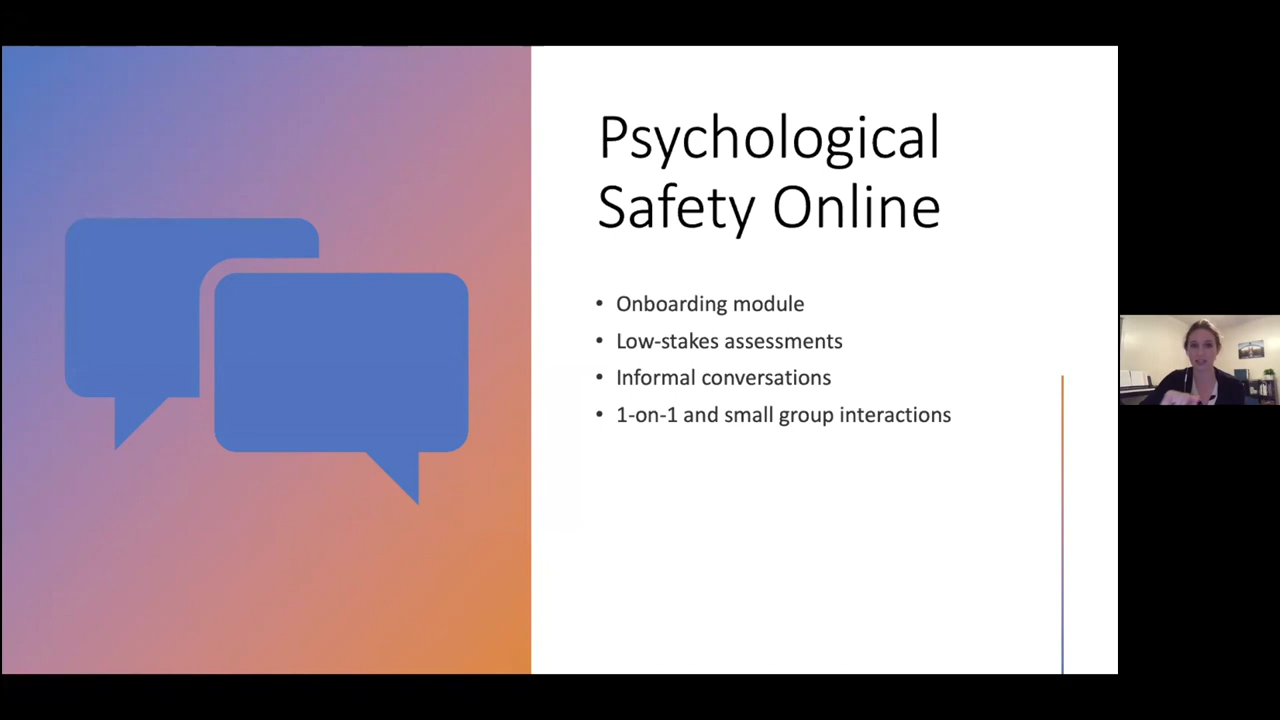 Psychological
Safety Online
• Onboarding module
• Low-stakes assessments
• Informal conversations
• 1-on-1 and small group interactions